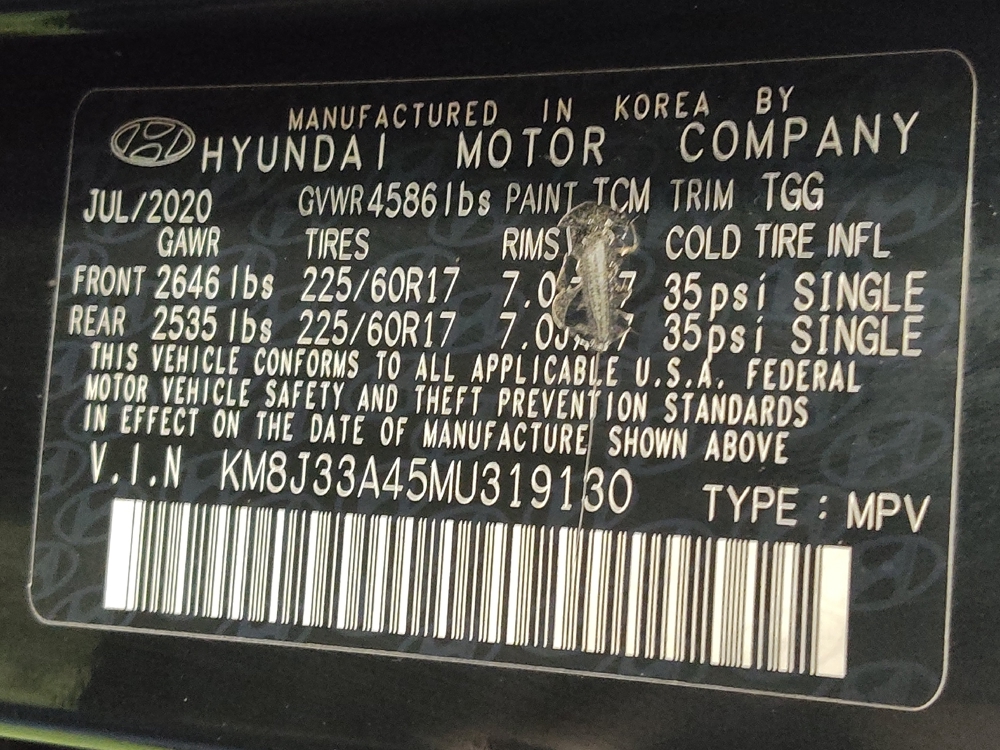 MANUFACTURED IN KOREA BY
HYUNDAI MOTOR COMPANY
JUL/2020 GVWR 4586 lbs PAINT TCM TRIM TGG
GAWR TIRES RIMS COLD TIRE INFL
FRONT 2646 lbs 225/60R17 35psi SINGLE
REAR 2535 lbs 225/60R17 35psi SINGLE
THIS VEHICLE CONFORMS TO ALL APPLICABLE U.S.A. FEDERAL
MOTOR VEHICLE SAFETY AND THEFT PREVENTION STANDARDS
IN EFFECT ON THE DATE OF MANUFACTURE SHOWN ABOVE
V.I.N KM8J33A45MU319130 TYPE : MPV